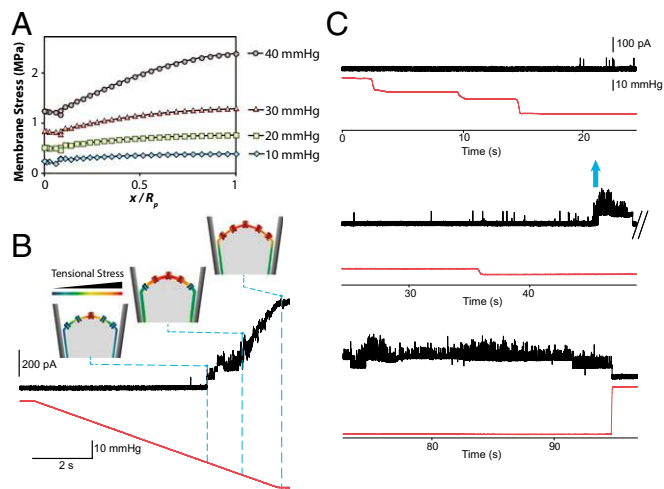 A
Membrane Stress (MPa)
2
1
0
40 mmHg
30 mmHg
20 mmHg
10 mmHg
0
0.5
1
x / Rp
B
Tensional Stress
200 pA
10 mmHg
2 s
C
100 pA
10 mmHg
0
10
20
Time (s)
30
40
Time (s)
80
90
Time (s)